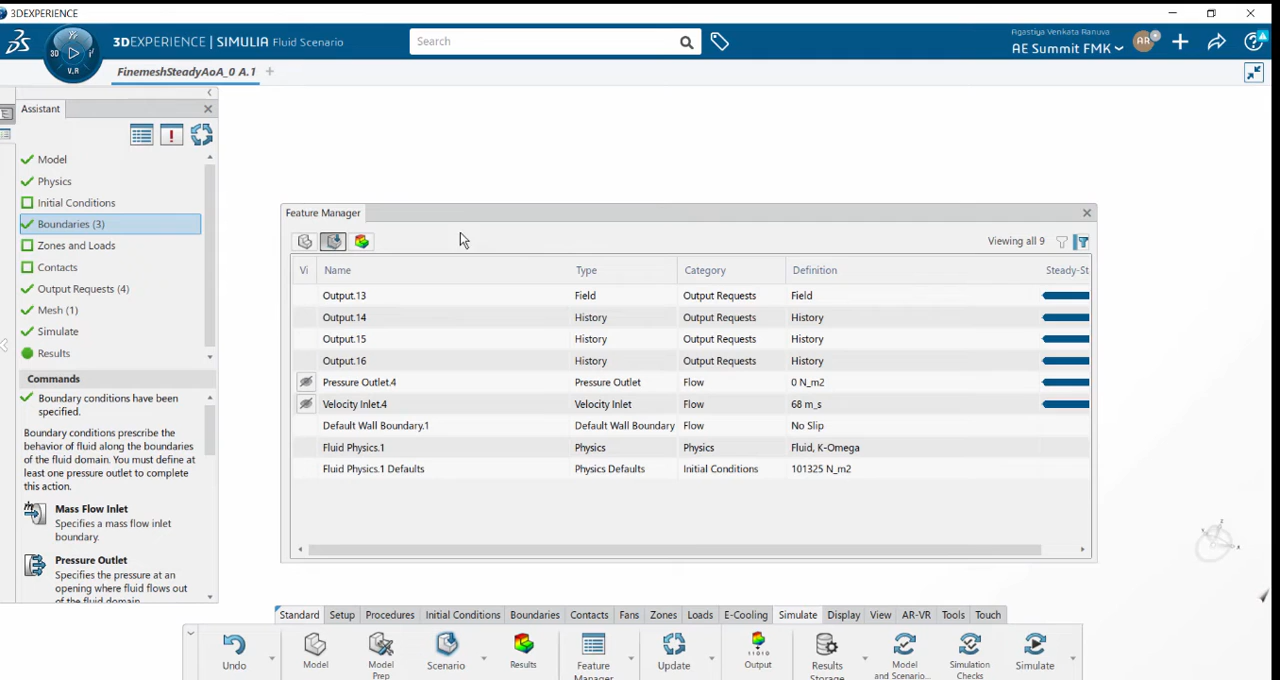 3DEXPERIENCE
3DEXPERIENCE | SIMULIA Fluid Scenario
Search
Agastiya Venkata Ranuva
AE Summit FMK
AR
3D
V.R
FinemeshSteadyAoA_0 A.1
Assistant
Model
Physics
Initial Conditions
Boundaries (3)
Zones and Loads
Contacts
Output Requests (4)
Mesh (1)
Simulate
Results
Commands
Boundary conditions have been
specified.
Boundary conditions prescribe the
behavior of fluid along the boundaries
of the fluid domain. You must define at
least one pressure outlet to complete
this action.
Mass Flow Inlet
Specifies a mass flow inlet
boundary.
Pressure Outlet
Specifies the pressure at an
opening where fluid flows out
of the fluid domain.
Feature Manager
Viewing all 9
Vi Name Type Category Definition Steady-St
Output.13 Field Output Requests Field
Output.14 History Output Requests History
Output.15 History Output Requests History
Output.16 History Output Requests History
Pressure Outlet.4 Pressure Outlet Flow 0 N_m2
Velocity Inlet.4 Velocity Inlet Flow 68 m_s
Default Wall Boundary.1 Default Wall Boundary Flow No Slip
Fluid Physics.1 Physics Physics Fluid, K-Omega
Fluid Physics.1 Defaults Physics Defaults Initial Conditions 101325 N_m2
Standard Setup Procedures Initial Conditions Boundaries Contacts Fans Zones Loads E-Cooling Simulate Display View AR-VR Tools Touch
Undo
Model
Model
Prep
Scenario
Results
Feature
Manager
Update
Output
Results
Storage
Model
and Scenario...
Simulation
Checks
Simulate